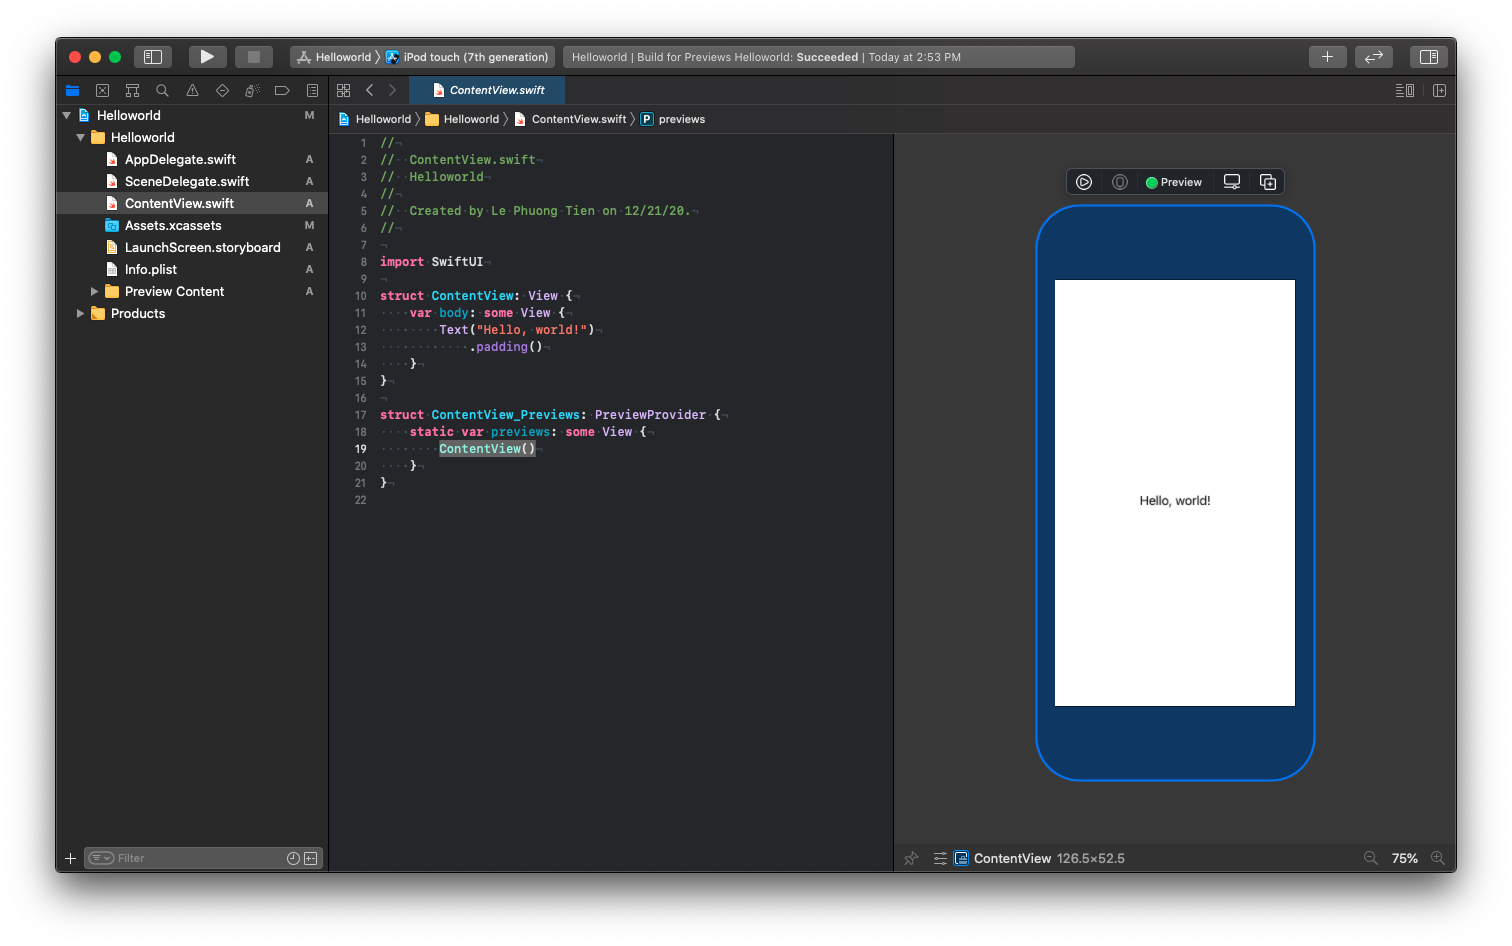 Helloworld
iPod touch (7th generation)
Helloworld | Build for Previews Helloworld: Succeeded | Today at 2:53 PM
ContentView.swift
Helloworld
Helloworld
ContentView.swift
P
previews
Helloworld M
Helloworld
AppDelegate.swift A
SceneDelegate.swift A
ContentView.swift A
Assets.xcassets M
LaunchScreen.storyboard A
Info.plist A
Preview Content A
Products
Filter
1 //
2 //  ContentView.swift
3 //  Helloworld
4 //
5 //  Created by Le Phuong Tien on 12/21/20.
6 //
7
8 import SwiftUI
9
10 struct ContentView: View {
11     var body: some View {
12         Text("Hello, world!")
13             .padding()
14     }
15 }
16
17 struct ContentView_Previews: PreviewProvider {
18     static var previews: some View {
19         ContentView()
20     }
21 }
22
Preview
Hello, world!
ContentView 126.5×52.5
75%